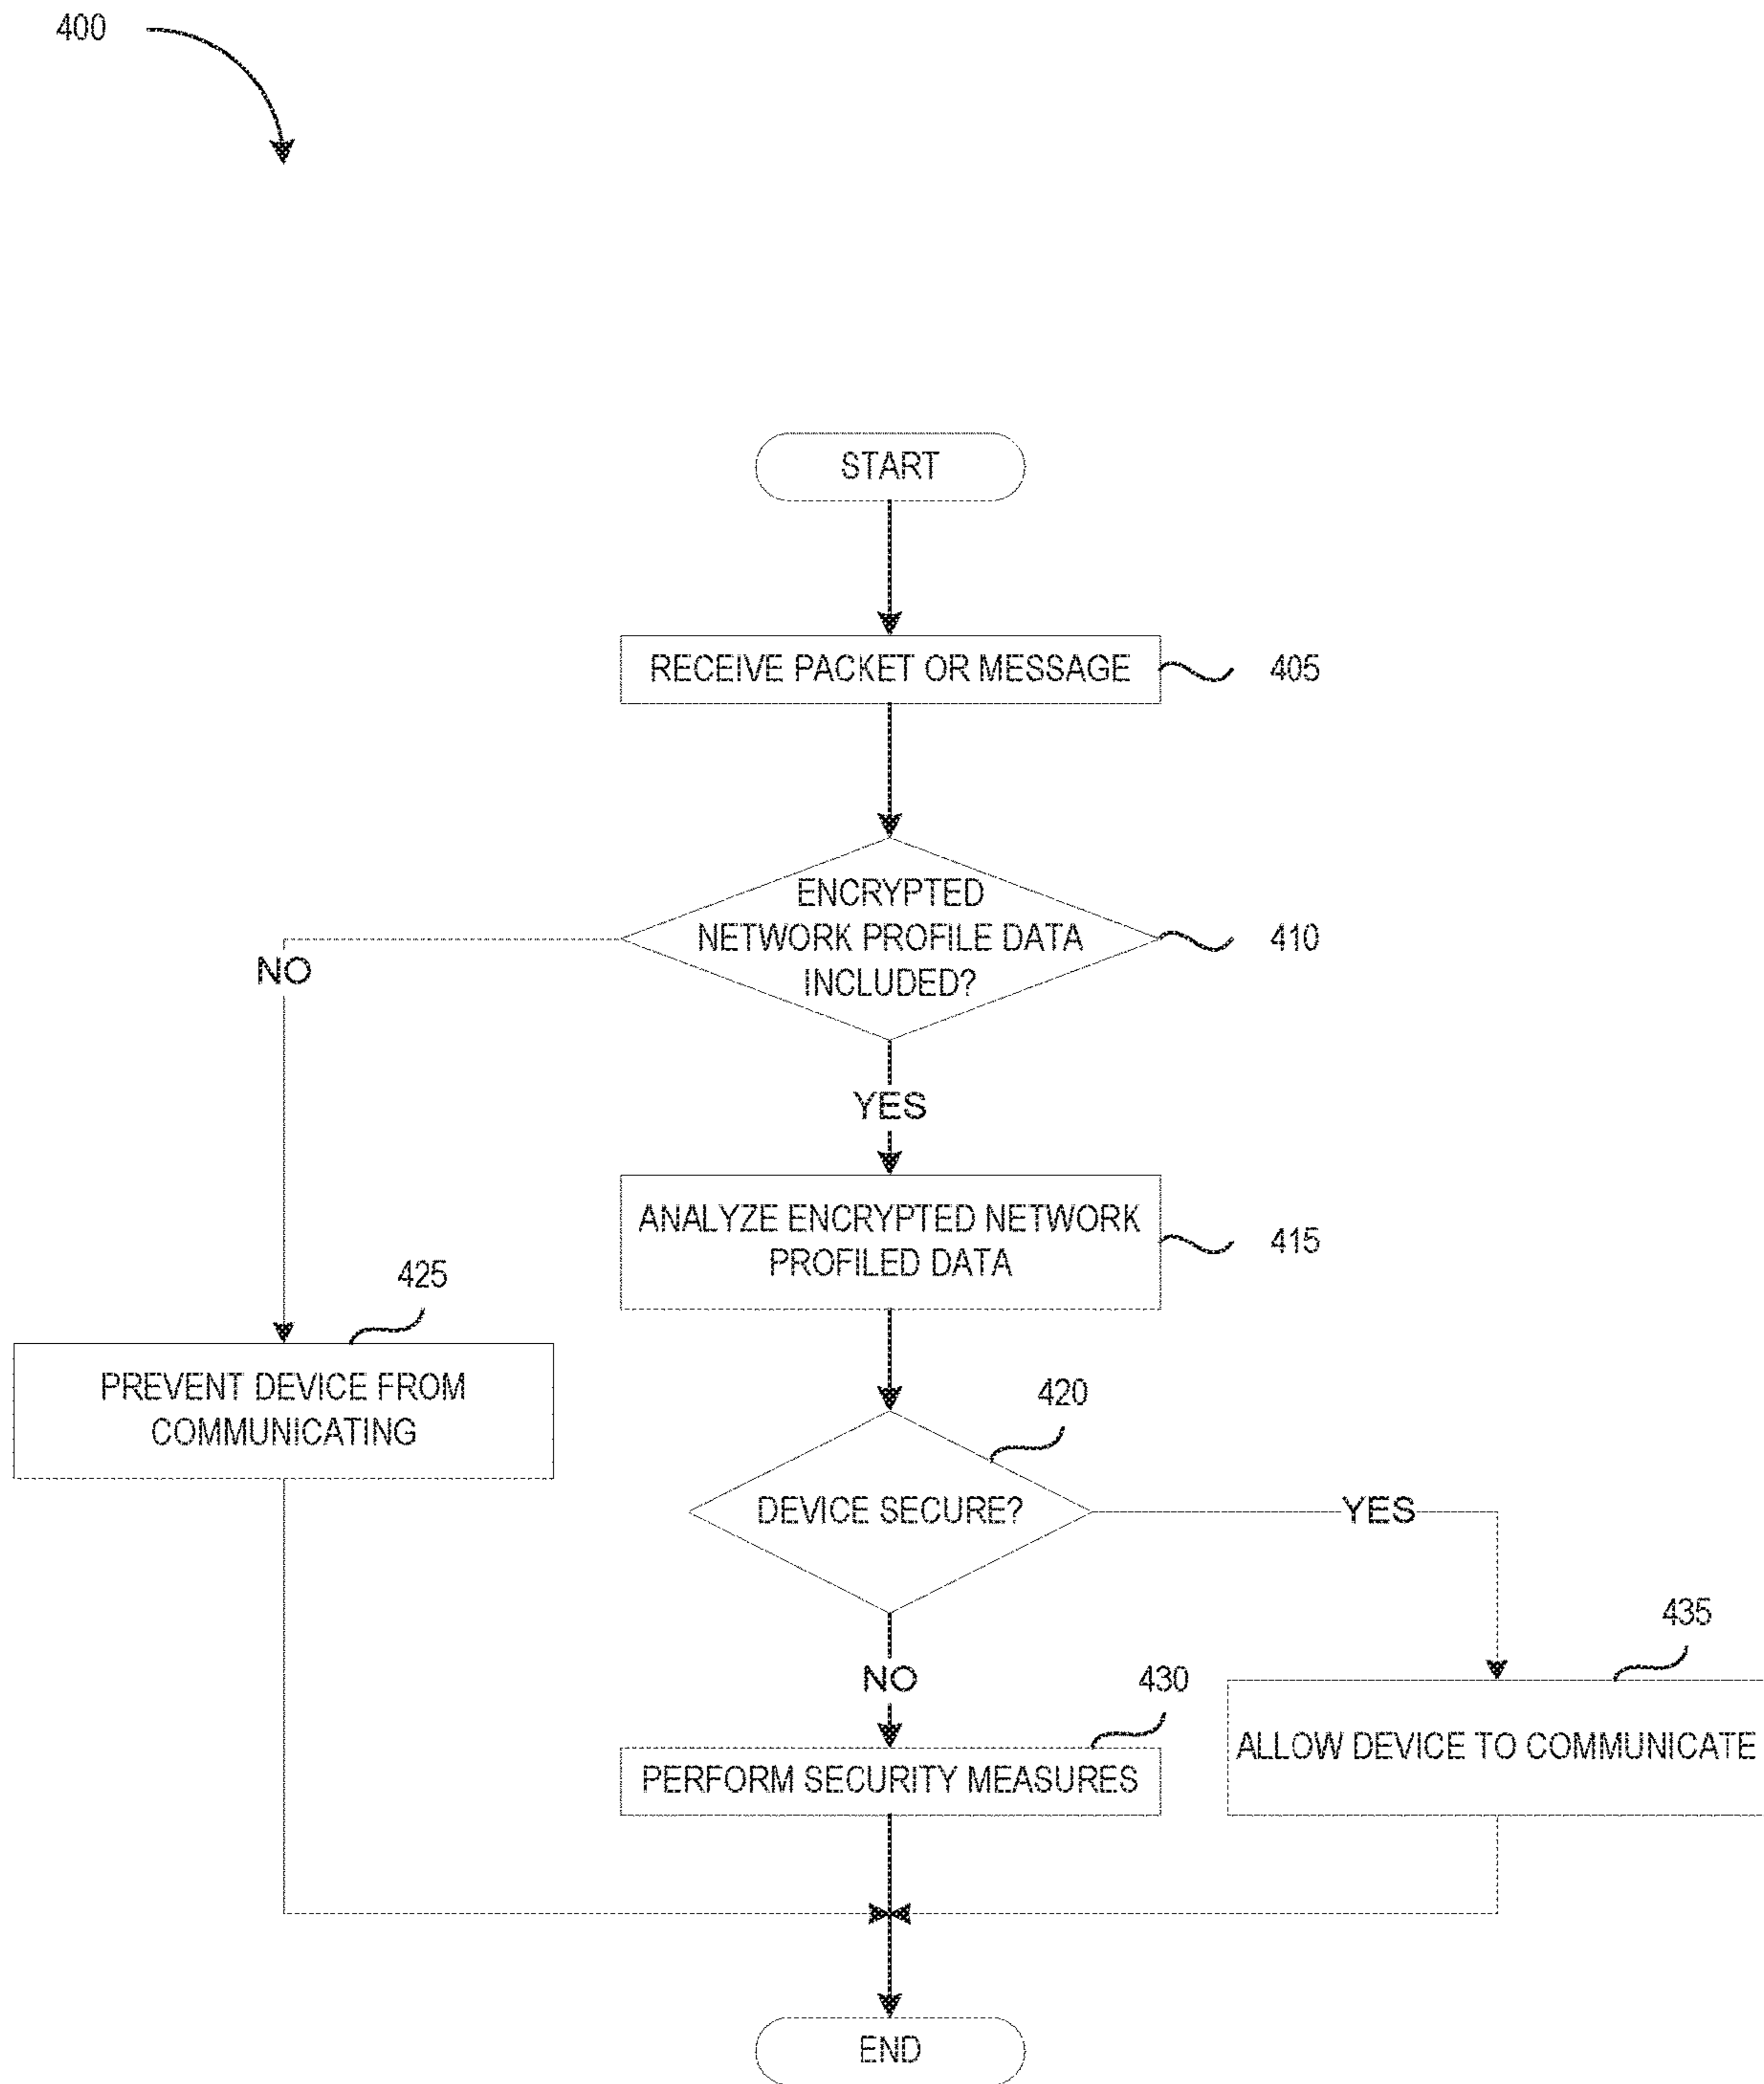 400
START
RECEIVE PACKET OR MESSAGE
405
ENCRYPTED
NETWORK PROFILE DATA
INCLUDED?
410
NO
YES
ANALYZE ENCRYPTED NETWORK
PROFILED DATA
415
425
PREVENT DEVICE FROM
COMMUNICATING
420
DEVICE SECURE?
YES
NO
430
PERFORM SECURITY MEASURES
435
ALLOW DEVICE TO COMMUNICATE
END